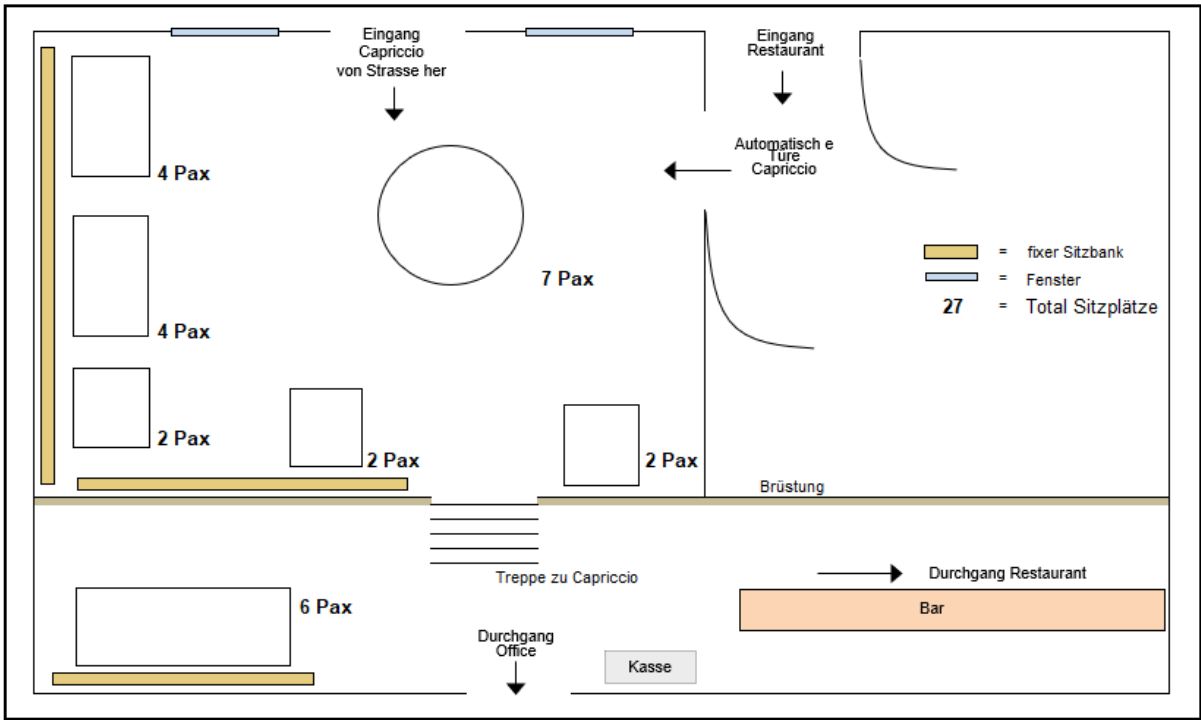 Eingang
Capriccio
von Strasse her
Eingang
Restaurant
Automatisch e
Türe
Capriccio
4 Pax
7 Pax
= fixer Sitzbank
= Fenster
27 = Total Sitzplätze
4 Pax
2 Pax
2 Pax
2 Pax
Brüstung
Treppe zu Capriccio
Durchgang Restaurant
6 Pax
Bar
Durchgang
Office
Kasse